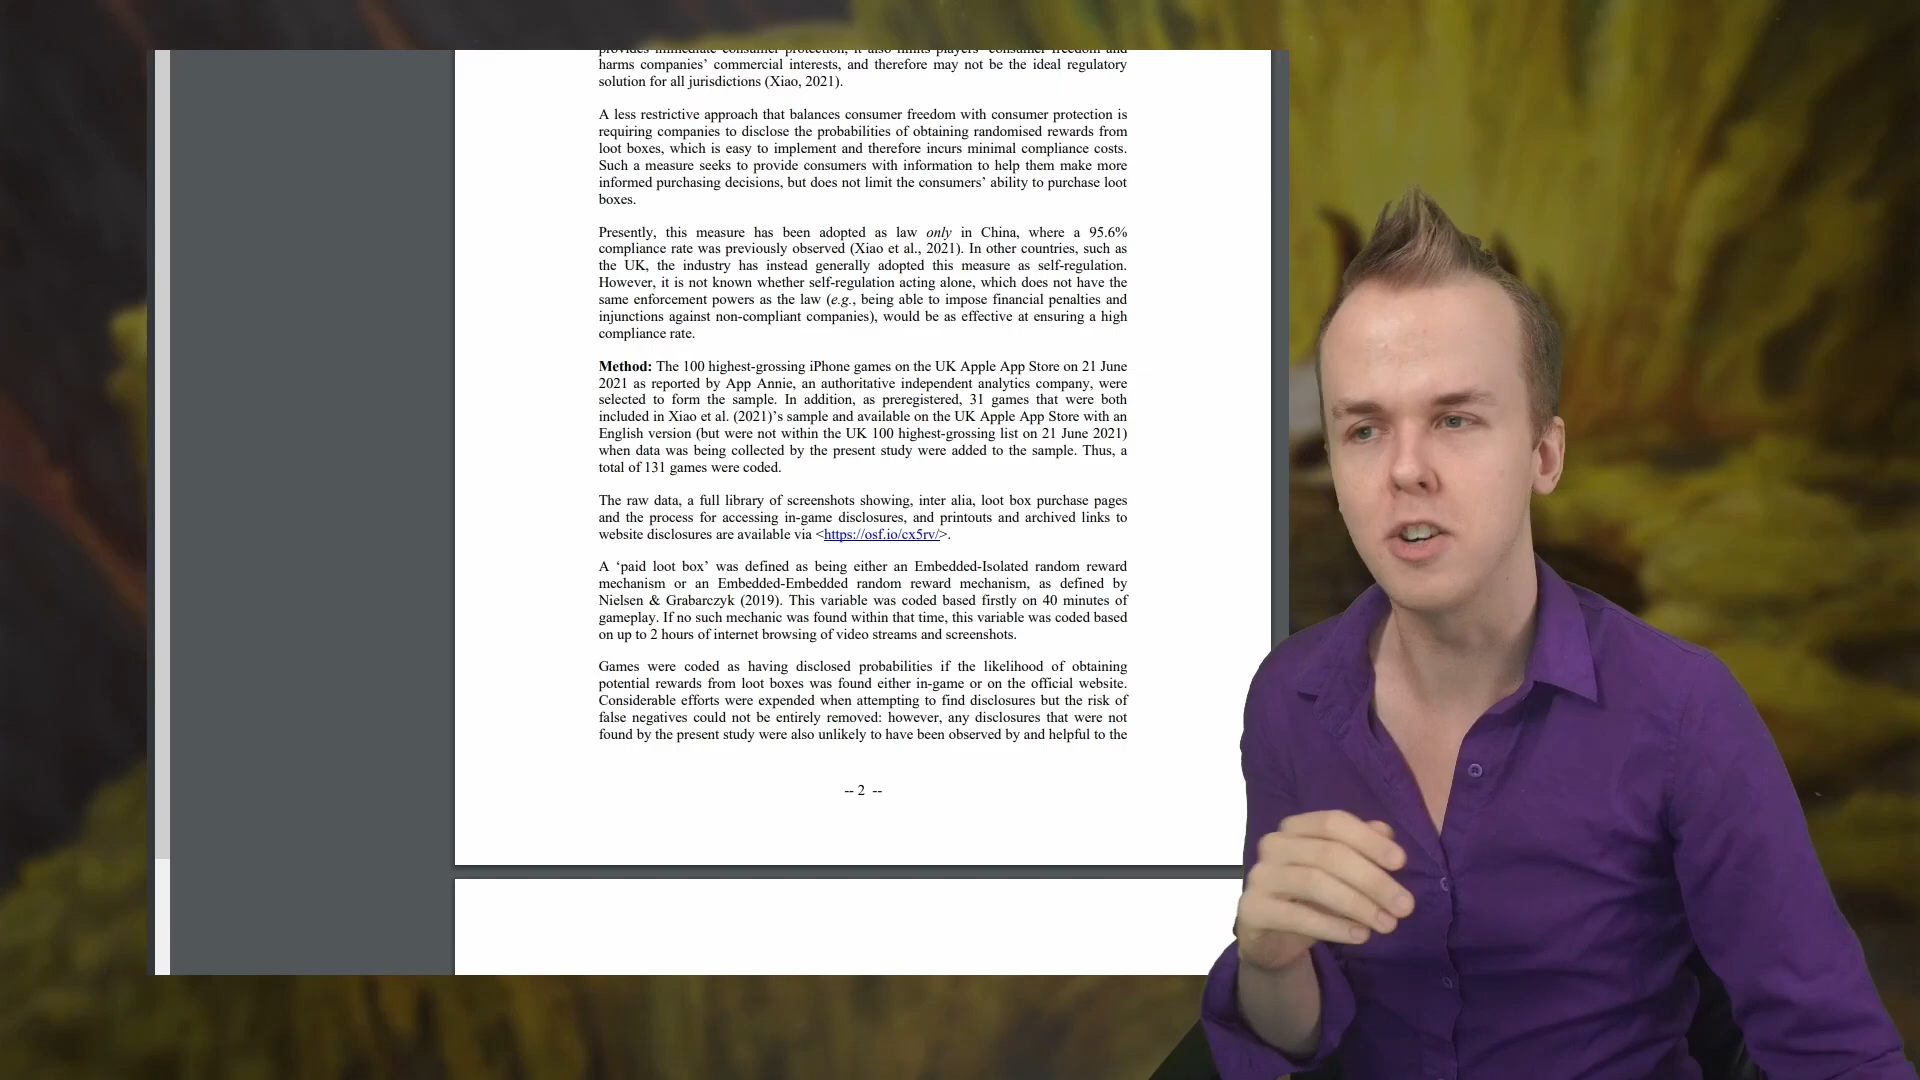 provides immediate consumer protection, it also limits players' consumer freedom and
harms companies' commercial interests, and therefore may not be the ideal regulatory
solution for all jurisdictions (Xiao, 2021).
A less restrictive approach that balances consumer freedom with consumer protection is
requiring companies to disclose the probabilities of obtaining randomised rewards from
loot boxes, which is easy to implement and therefore incurs minimal compliance costs.
Such a measure seeks to provide consumers with information to help them make more
informed purchasing decisions, but does not limit the consumers' ability to purchase loot
boxes.
Presently, this measure has been adopted as law only in China, where a 95.6%
compliance rate was previously observed (Xiao et al., 2021). In other countries, such as
the UK, the industry has instead generally adopted this measure as self-regulation.
However, it is not known whether self-regulation acting alone, which does not have the
same enforcement powers as the law (e.g., being able to impose financial penalties and
injunctions against non-compliant companies), would be as effective at ensuring a high
compliance rate.
Method: The 100 highest-grossing iPhone games on the UK Apple App Store on 21 June
2021 as reported by App Annie, an authoritative independent analytics company, were
selected to form the sample. In addition, as preregistered, 31 games that were both
included in Xiao et al. (2021)'s sample and available on the UK Apple App Store with an
English version (but were not within the UK 100 highest-grossing list on 21 June 2021)
when data was being collected by the present study were added to the sample. Thus, a
total of 131 games were coded.
The raw data, a full library of screenshots showing, inter alia, loot box purchase pages
and the process for accessing in-game disclosures, and printouts and archived links to
website disclosures are available via <https://osf.io/cx5rv/>.
A ‘paid loot box’ was defined as being either an Embedded-Isolated random reward
mechanism or an Embedded-Embedded random reward mechanism, as defined by
Nielsen & Grabarczyk (2019). This variable was coded based firstly on 40 minutes of
gameplay. If no such mechanic was found within that time, this variable was coded based
on up to 2 hours of internet browsing of video streams and screenshots.
Games were coded as having disclosed probabilities if the likelihood of obtaining
potential rewards from loot boxes was found either in-game or on the official website.
Considerable efforts were expended when attempting to find disclosures but the risk of
false negatives could not be entirely removed: however, any disclosures that were not
found by the present study were also unlikely to have been observed by and helpful to the
-- 2 --